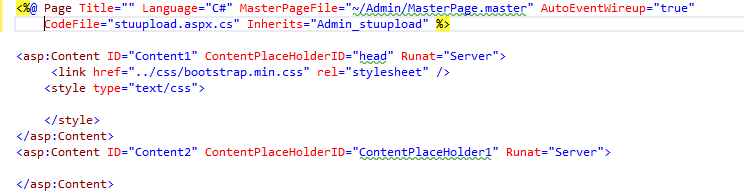 <%@ Page Title="" Language="C#" MasterPageFile="~/Admin/MasterPage.master" AutoEventWireup="true"
CodeFile="stuupload.aspx.cs" Inherits="Admin_stuupload" %>
<asp:Content ID="Content1" ContentPlaceHolderID="head" Runat="Server">
<link href="../css/bootstrap.min.css" rel="stylesheet" />
<style type="text/css">
</style>
</asp:Content>
<asp:Content ID="Content2" ContentPlaceHolderID="ContentPlaceHolder1" Runat="Server">
</asp:Content>